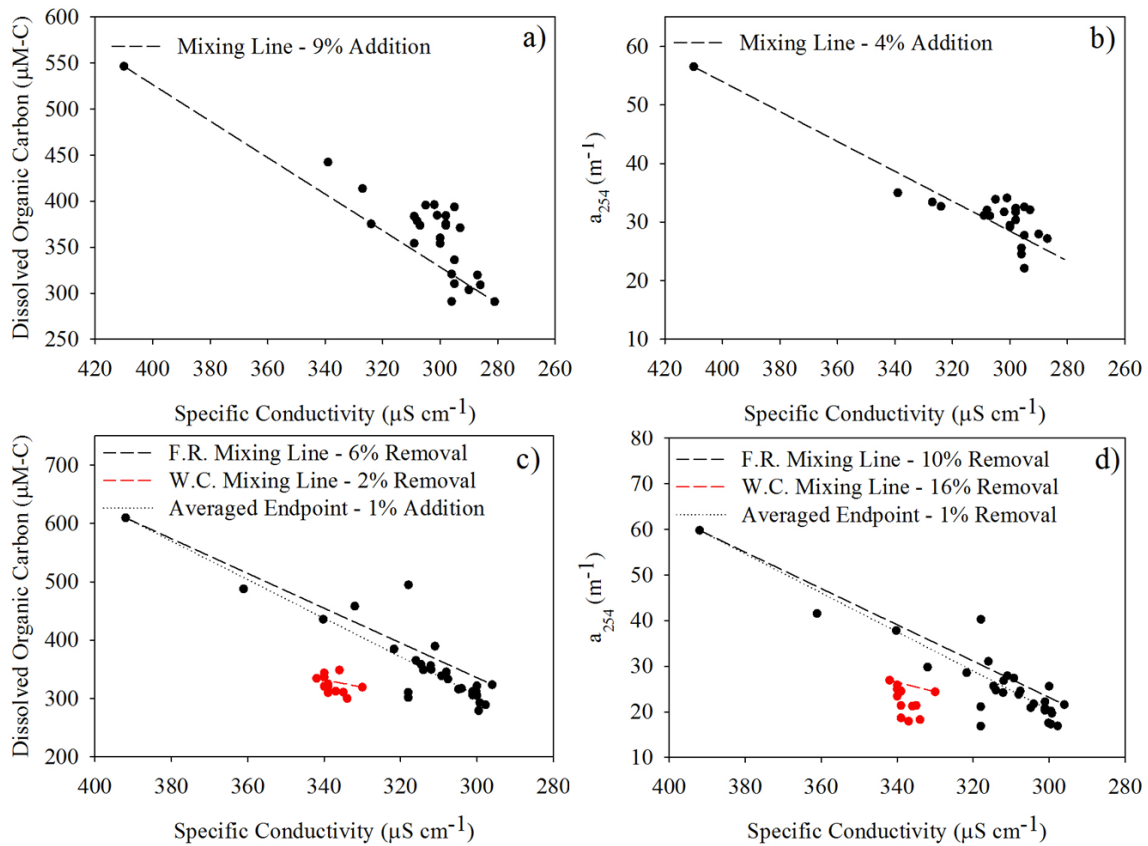 a)
Mixing Line - 9% Addition
Dissolved Organic Carbon (µM-C)
600
550
500
450
400
350
300
250
420 400 380 360 340 320 300 280 260
Specific Conductivity (µS cm⁻¹)
b)
Mixing Line - 4% Addition
a₂₅₄ (m⁻¹)
60
50
40
30
20
10
420 400 380 360 340 320 300 280 260
Specific Conductivity (µS cm⁻¹)
c)
F.R. Mixing Line - 6% Removal
W.C. Mixing Line - 2% Removal
Averaged Endpoint - 1% Addition
Dissolved Organic Carbon (µM-C)
700
600
500
400
300
200
400 380 360 340 320 300 280
Specific Conductivity (µS cm⁻¹)
d)
F.R. Mixing Line - 10% Removal
W.C. Mixing Line - 16% Removal
Averaged Endpoint - 1% Removal
a₂₅₄ (m⁻¹)
80
70
60
50
40
30
20
10
400 380 360 340 320 300 280
Specific Conductivity (µS cm⁻¹)